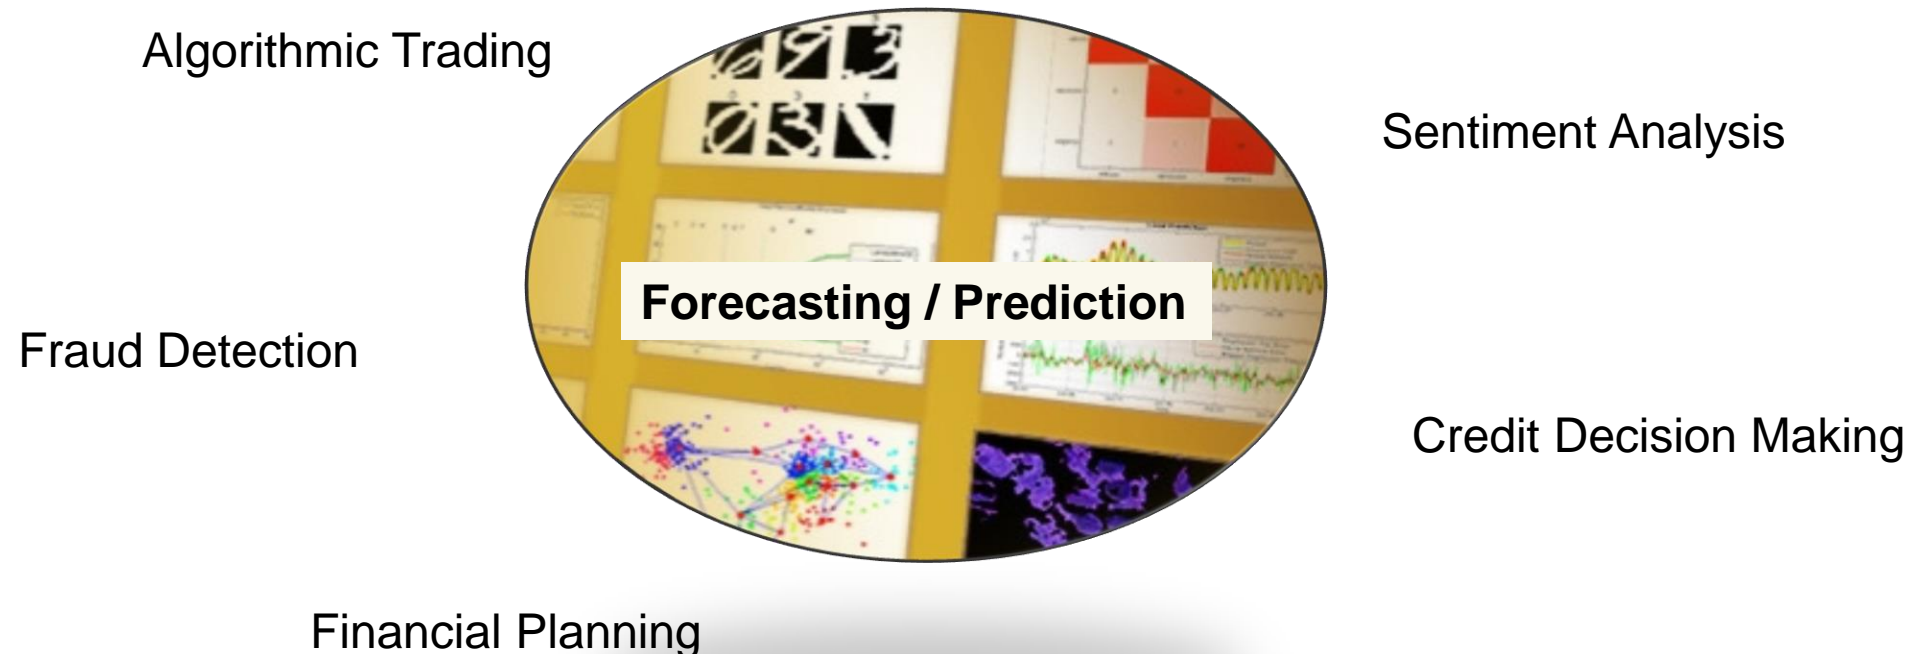 Algorithmic Trading
Sentiment Analysis
Forecasting / Prediction
Fraud Detection
Credit Decision Making
Financial Planning